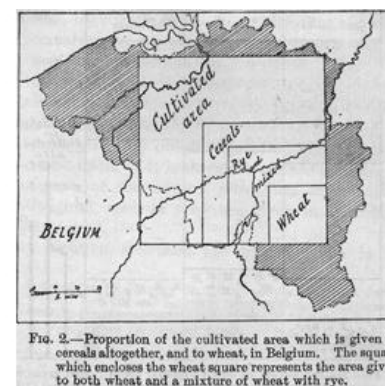 Cultivated
area
Cereals
Rye
mixed
Wheat
BELGIUM
FIG. 2.—Proportion of the cultivated area which is given
cereals altogether, and to wheat, in Belgium. The squa
which encloses the wheat square represents the area giv
to both wheat and a mixture of wheat with rye.